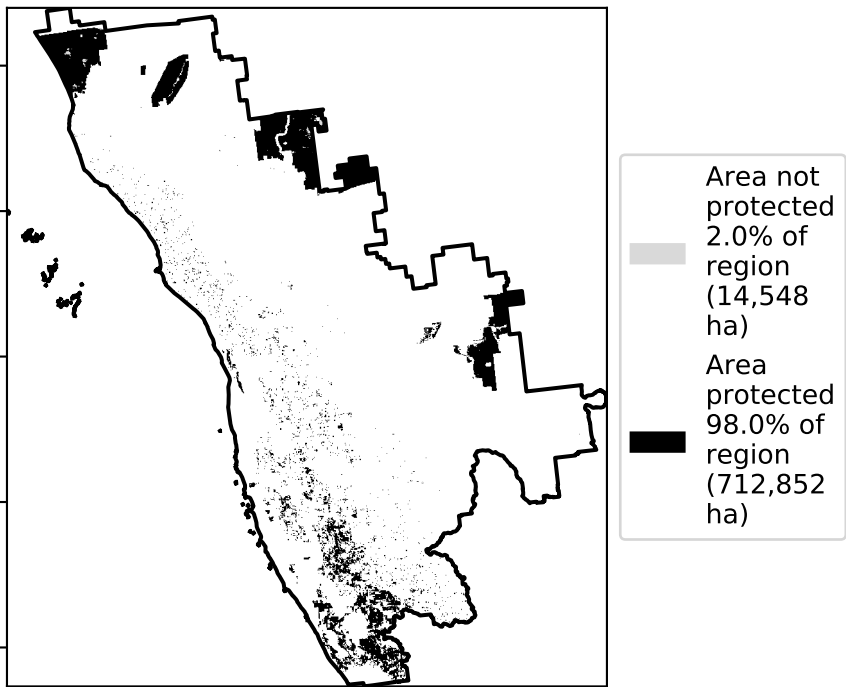 Area not
protected
2.0% of
region
(14,548
ha)
Area
protected
98.0% of
region
(712,852
ha)